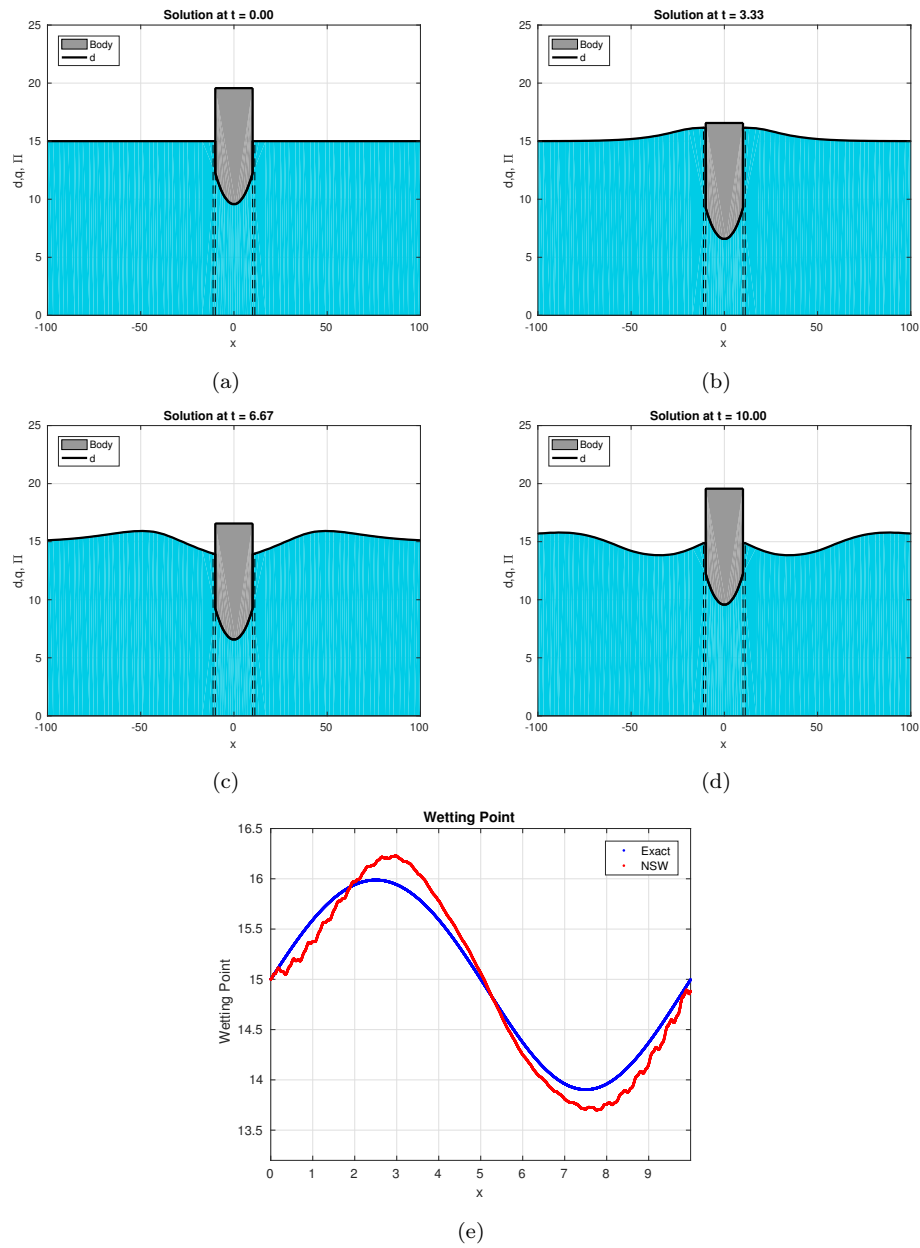 Solution at t = 0.00
25
20
15
10
5
0
d,q, Π
Body
d
-100
-50
0
50
100
x
(a)
Solution at t = 3.33
25
20
15
10
5
0
d,q, Π
Body
d
-100
-50
0
50
100
x
(b)
Solution at t = 6.67
25
20
15
10
5
0
d,q, Π
Body
d
-100
-50
0
50
100
x
(c)
Solution at t = 10.00
25
20
15
10
5
0
d,q, Π
Body
d
-100
-50
0
50
100
x
(d)
Wetting Point
16.5
16
15.5
15
14.5
14
13.5
Wetting Point
Exact
NSW
0
1
2
3
4
5
6
7
8
9
x
(e)